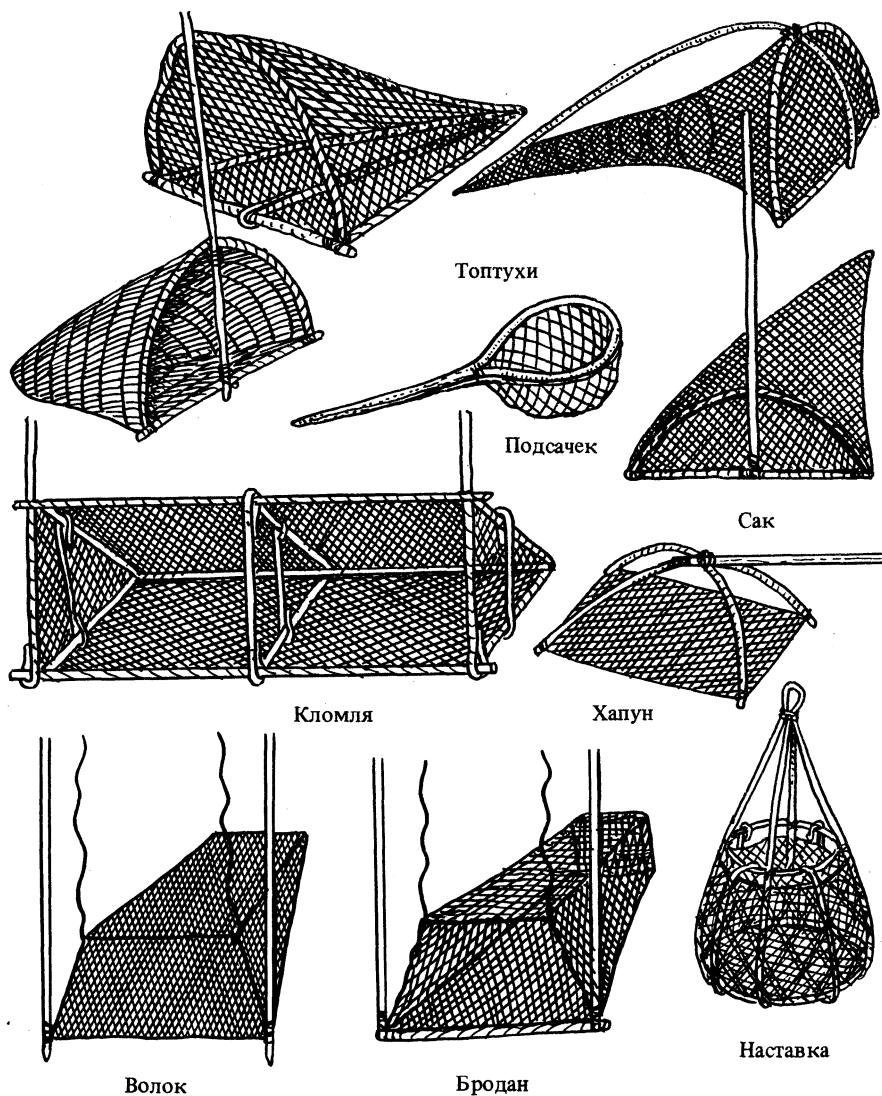 Топтухи
Подсачек
Сак
Кломля
Хапун
Наставка
Волок
Бродан